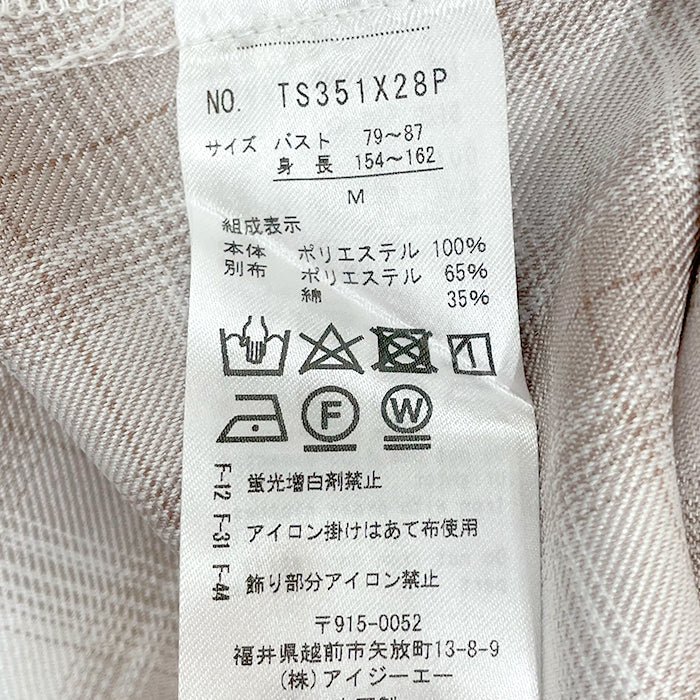 NO. TS351X28P
サイズ バスト 79～87
身長 154～162
M
組成表示
本体 ポリエステル 100%
別布 ポリエステル 65%
綿 35%
F
W
F-12 蛍光増白剤禁止
F-31 アイロン掛けはあて布使用
F-44 飾り部分アイロン禁止
〒915-0052
福井県越前市矢放町13-8-9
(株)アイジーエー